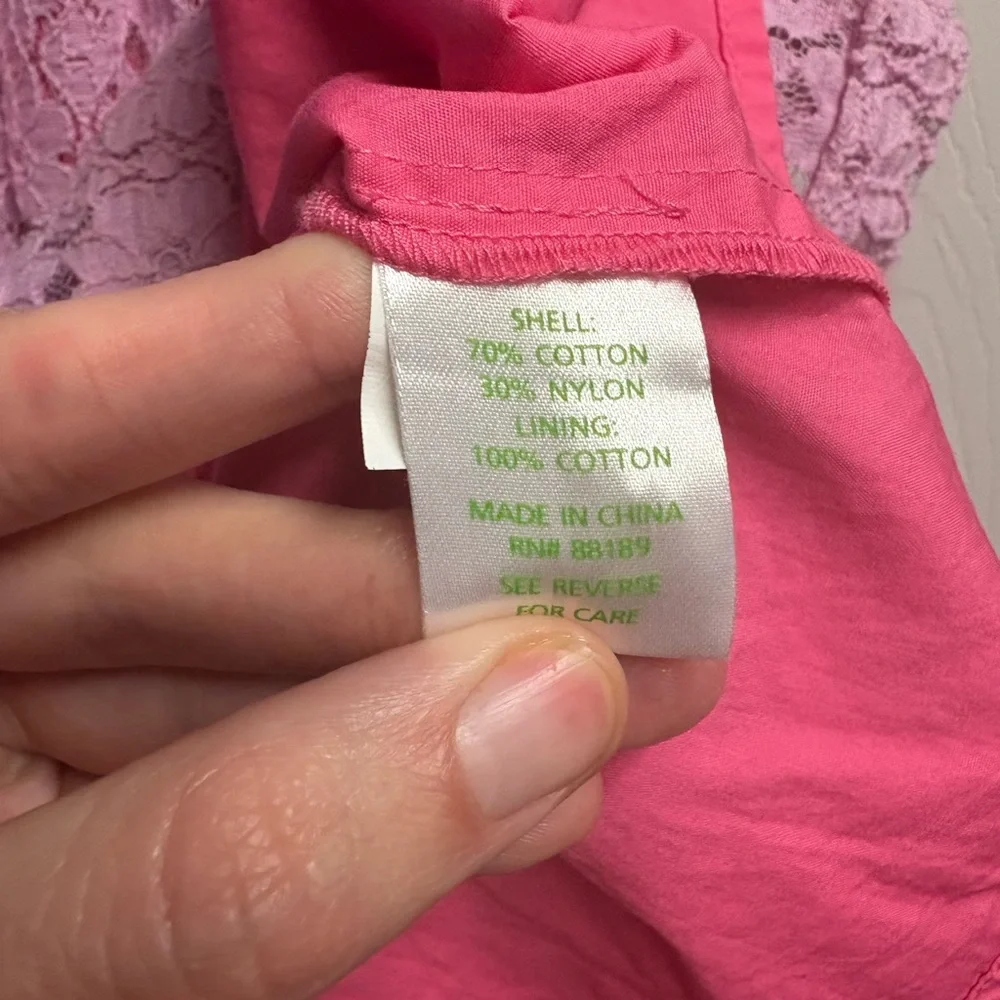 SHELL:
70% COTTON
30% NYLON
LINING:
100% COTTON
MADE IN CHINA
RN# 88189
SEE REVERSE
FOR CARE